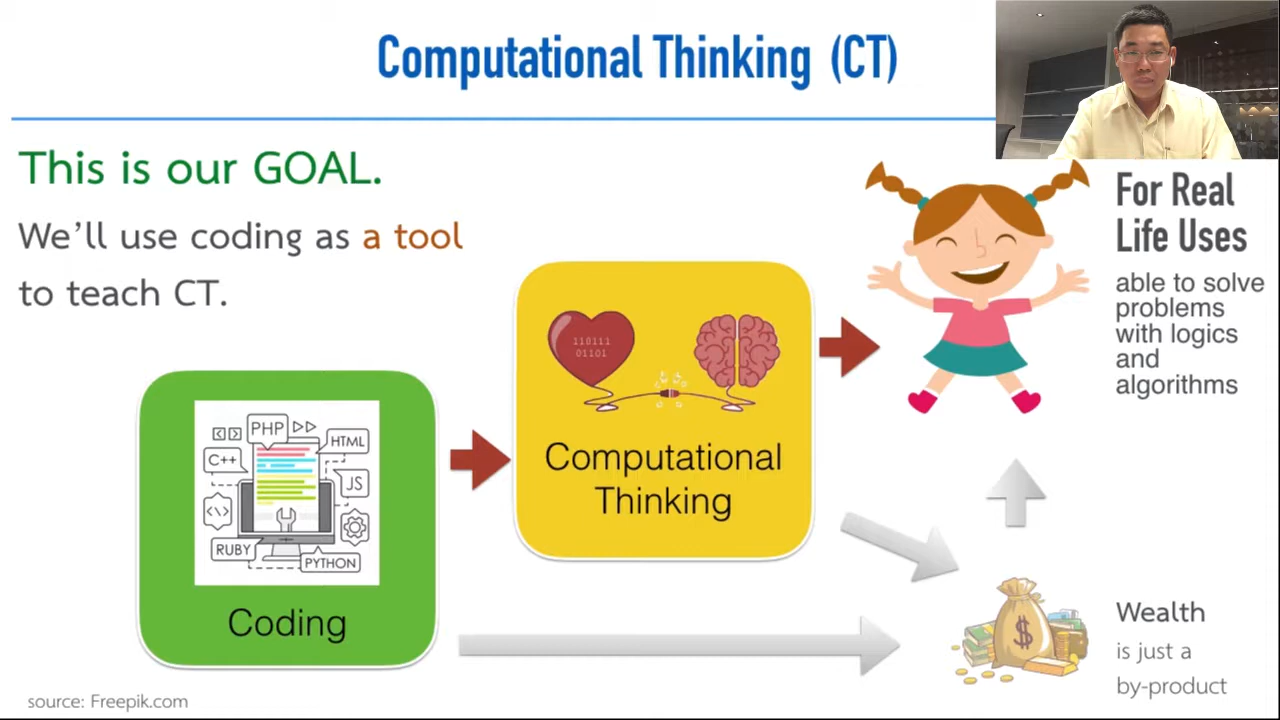 Computational Thinking (CT)
This is our GOAL.
We'll use coding as a tool
to teach CT.
For Real
Life Uses
able to solve
problems
with logics
and
algorithms
110111
01101
Computational
Thinking
PHP
HTML
C++
JS
RUBY
PYTHON
Coding
$
Wealth
is just a
by-product
source: Freepik.com